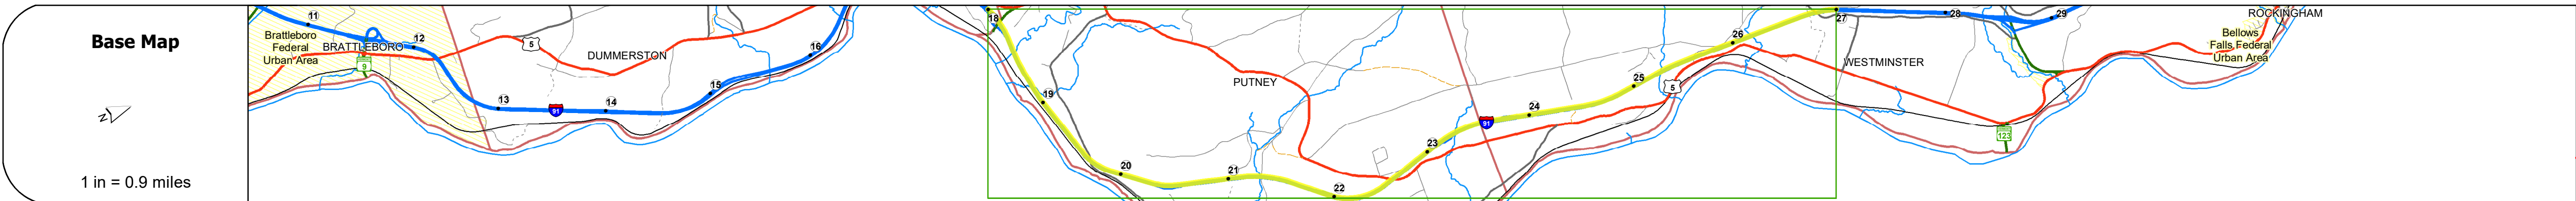 Base Map
N
1 in = 0.9 miles
11
Brattleboro
Federal
Urban Area
BRATTLEBORO
9
12
5
DUMMERSTON
13
91
14
15
16
18
19
20
21
22
PUTNEY
23
91
24
25
5
26
27
28
29
WESTMINSTER
123
ROCKINGHAM
Bellows
Falls Federal
Urban Area